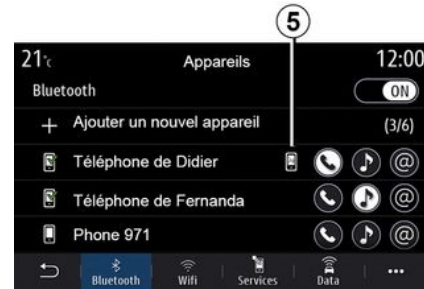 5
21°C Appareils 12:00
Bluetooth ON
+ Ajouter un nouvel appareil (3/6)
Téléphone de Didier @
Téléphone de Fernanda @
Phone 971 @
Bluetooth Wifi Services Data •••